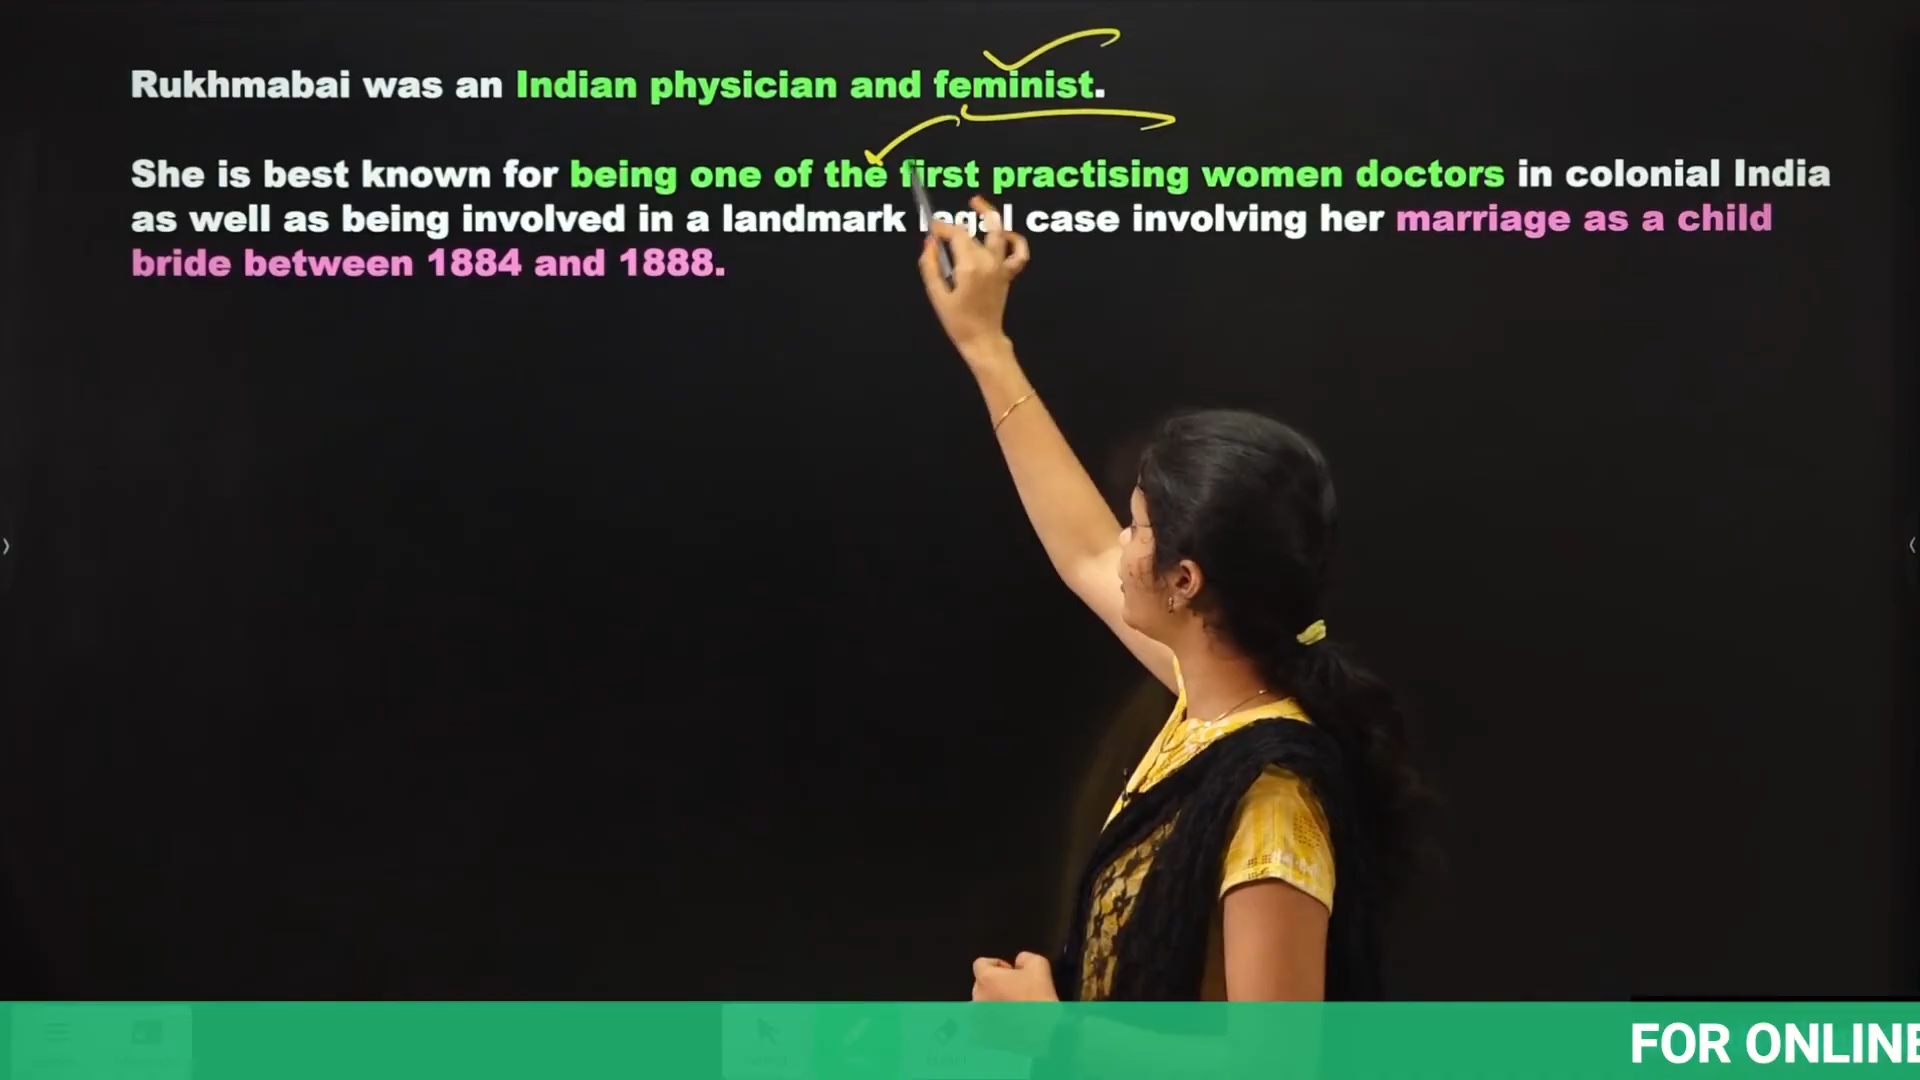 Rukhmabai was an Indian physician and feminist.
She is best known for being one of the first practising women doctors in colonial India
as well as being involved in a landmark legal case involving her marriage as a child
bride between 1884 and 1888.
FOR ONLINE